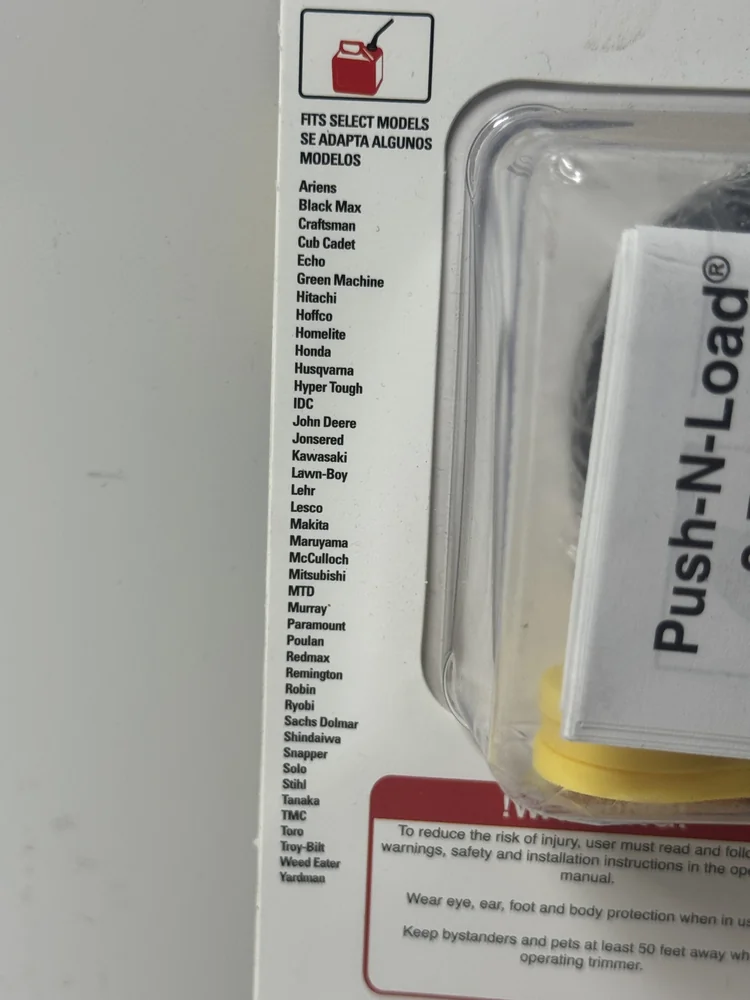 FITS SELECT MODELS
SE ADAPTA ALGUNOS
MODELOS
Ariens
Black Max
Craftsman
Cub Cadet
Echo
Green Machine
Hitachi
Hoffco
Homelite
Honda
Husqvarna
Hyper Tough
IDC
John Deere
Jonsered
Kawasaki
Lawn-Boy
Lehr
Lesco
Makita
Maruyama
McCulloch
Mitsubishi
MTD
Murray*
Paramount
Poulan
Redmax
Remington
Robin
Ryobi
Sachs Dolmar
Shindaiwa
Snapper
Solo
Stihl
Tanaka
TMC
Toro
Troy-Bilt
Weed Eater
Yardman
Push-N-Load®
To reduce the risk of injury, user must read and
warnings, safety and installation instructions in the
manual.
Wear eye, ear, foot and body protection when in
Keep bystanders and pets at least 50 feet away
operating trimmer.